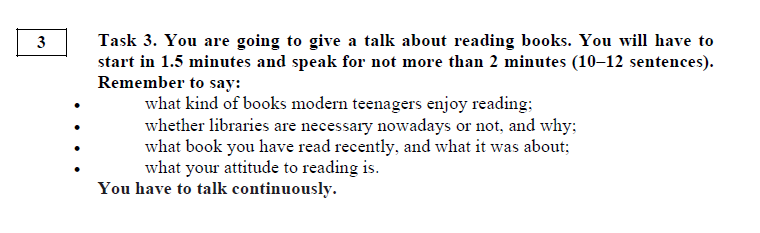 3
Task 3. You are going to give a talk about reading books. You will have to
start in 1.5 minutes and speak for not more than 2 minutes (10–12 sentences).
Remember to say:
• what kind of books modern teenagers enjoy reading;
• whether libraries are necessary nowadays or not, and why;
• what book you have read recently, and what it was about;
• what your attitude to reading is.
You have to talk continuously.